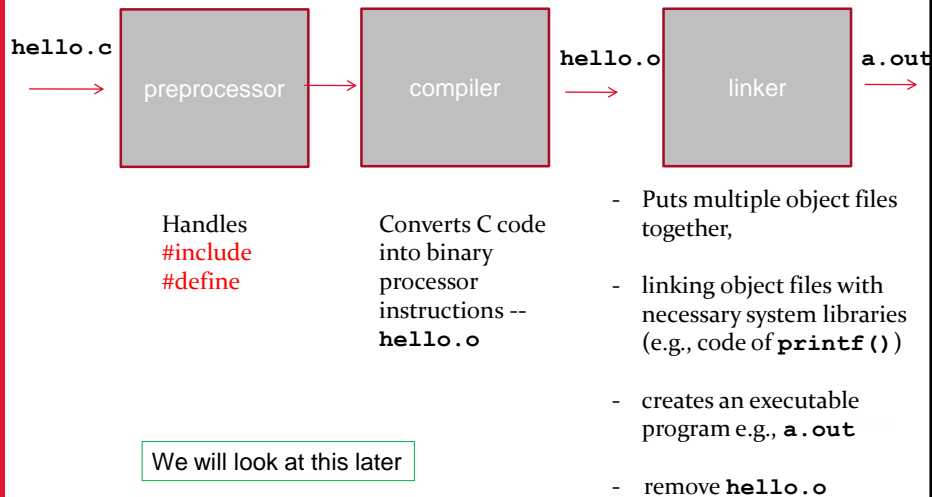 hello.c
preprocessor
compiler
hello.o
linker
a.out
Handles
#include
#define
Converts C code
into binary
processor
instructions --
hello.o
- Puts multiple object files
together,
- linking object files with
necessary system libraries
(e.g., code of printf())
- creates an executable
program e.g., a.out
- remove hello.o
We will look at this later